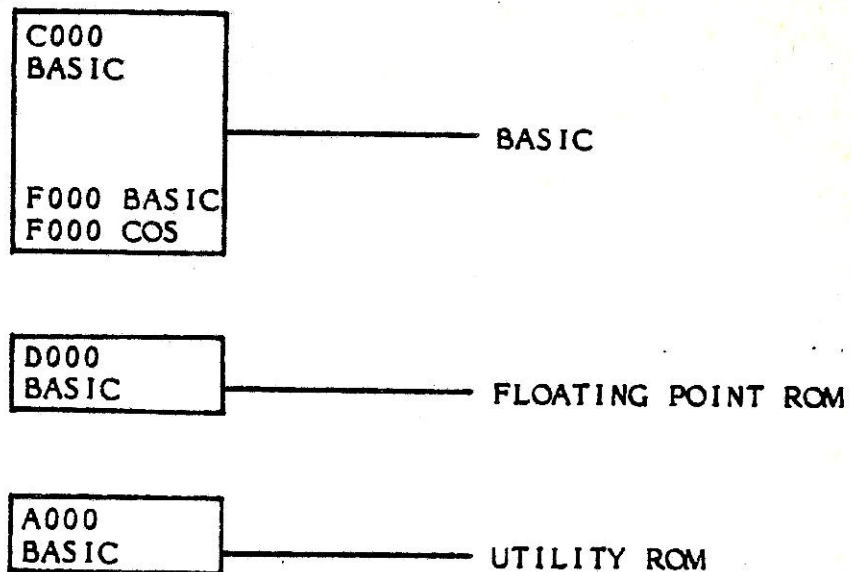 C000
BASIC
BASIC
F000 BASIC
F000 COS
D000
BASIC
FLOATING POINT ROM
A000
BASIC
UTILITY ROM